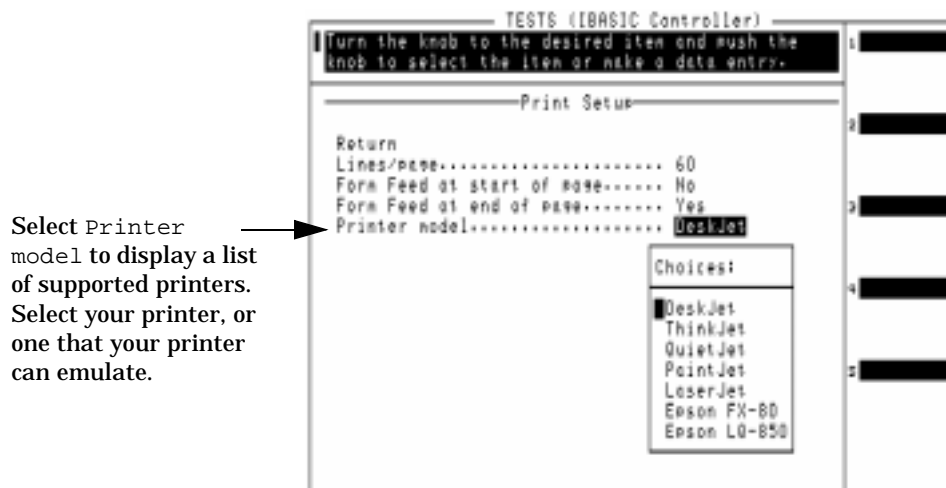 TESTS (IBASIC Controller)
Turn the knob to the desired item and push the
knob to select the item or make a data entry.
1
Print Setup
2
Return
Lines/page...................... 60
Form Feed at start of page...... No
Form Feed at end of page........ Yes
3
Printer model................... DeskJet
Select Printer
model to display a list
of supported printers.
Select your printer, or
one that your printer
can emulate.
Choices:
4
DeskJet
ThinkJet
QuietJet
PaintJet
5
LaserJet
Epson FX-80
Epson LQ-850